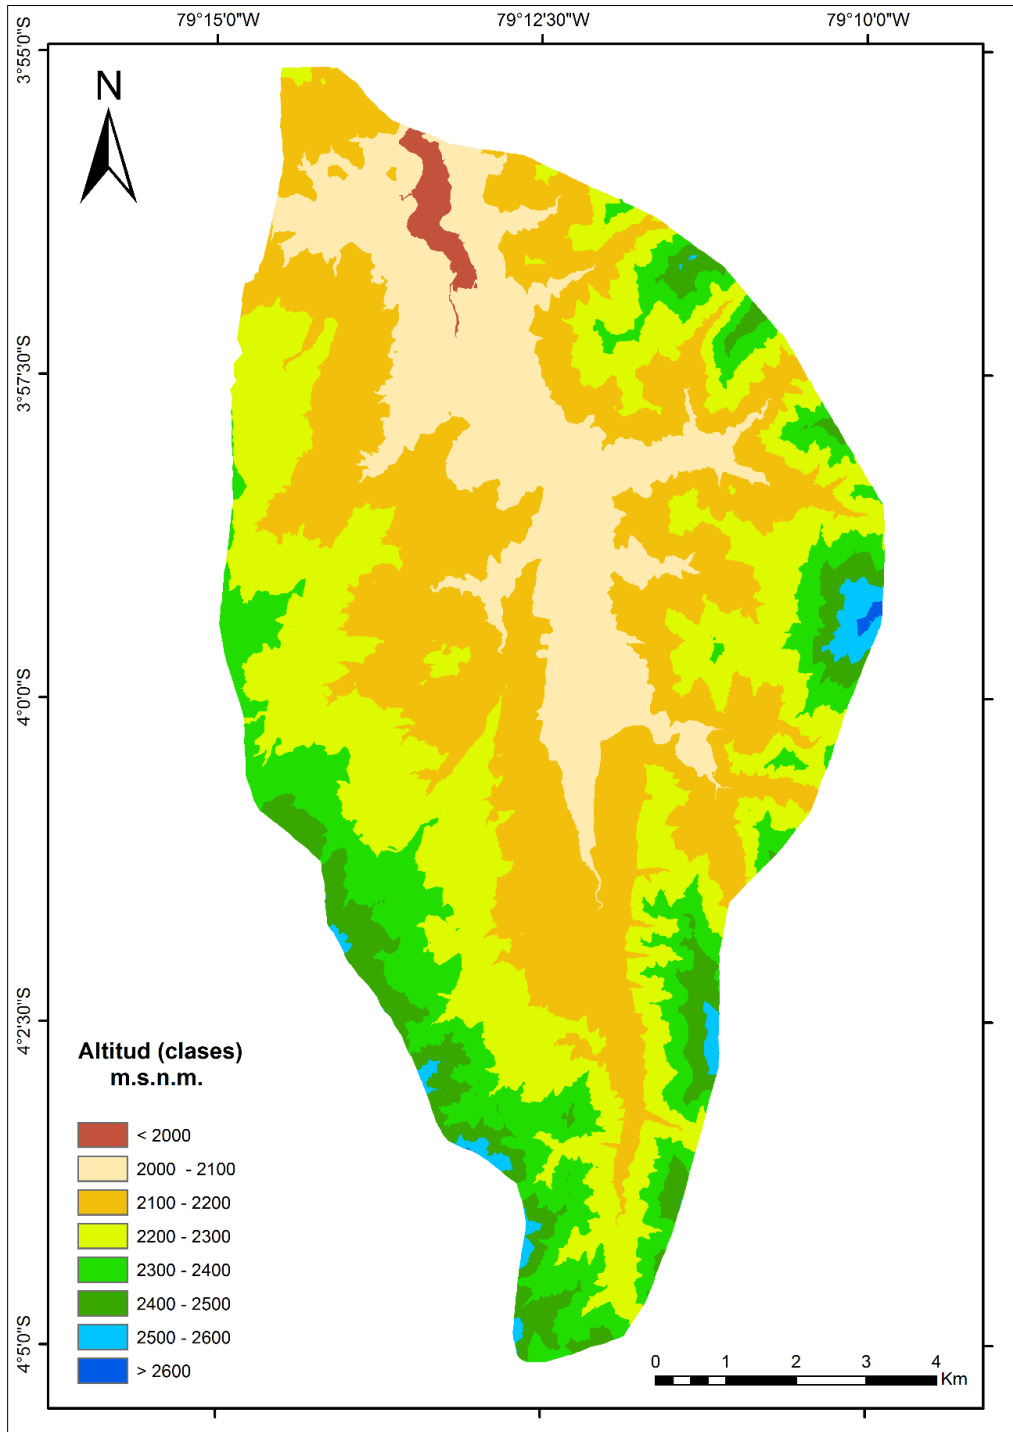 79°15'0"W
79°12'30"W
79°10'0"W
3°55'0"S
3°57'30"S
4°0'0"S
4°2'30"S
4°5'0"S
N
Altitud (clases)
m.s.n.m.
< 2000
2000 - 2100
2100 - 2200
2200 - 2300
2300 - 2400
2400 - 2500
2500 - 2600
> 2600
0 1 2 3 4
Km